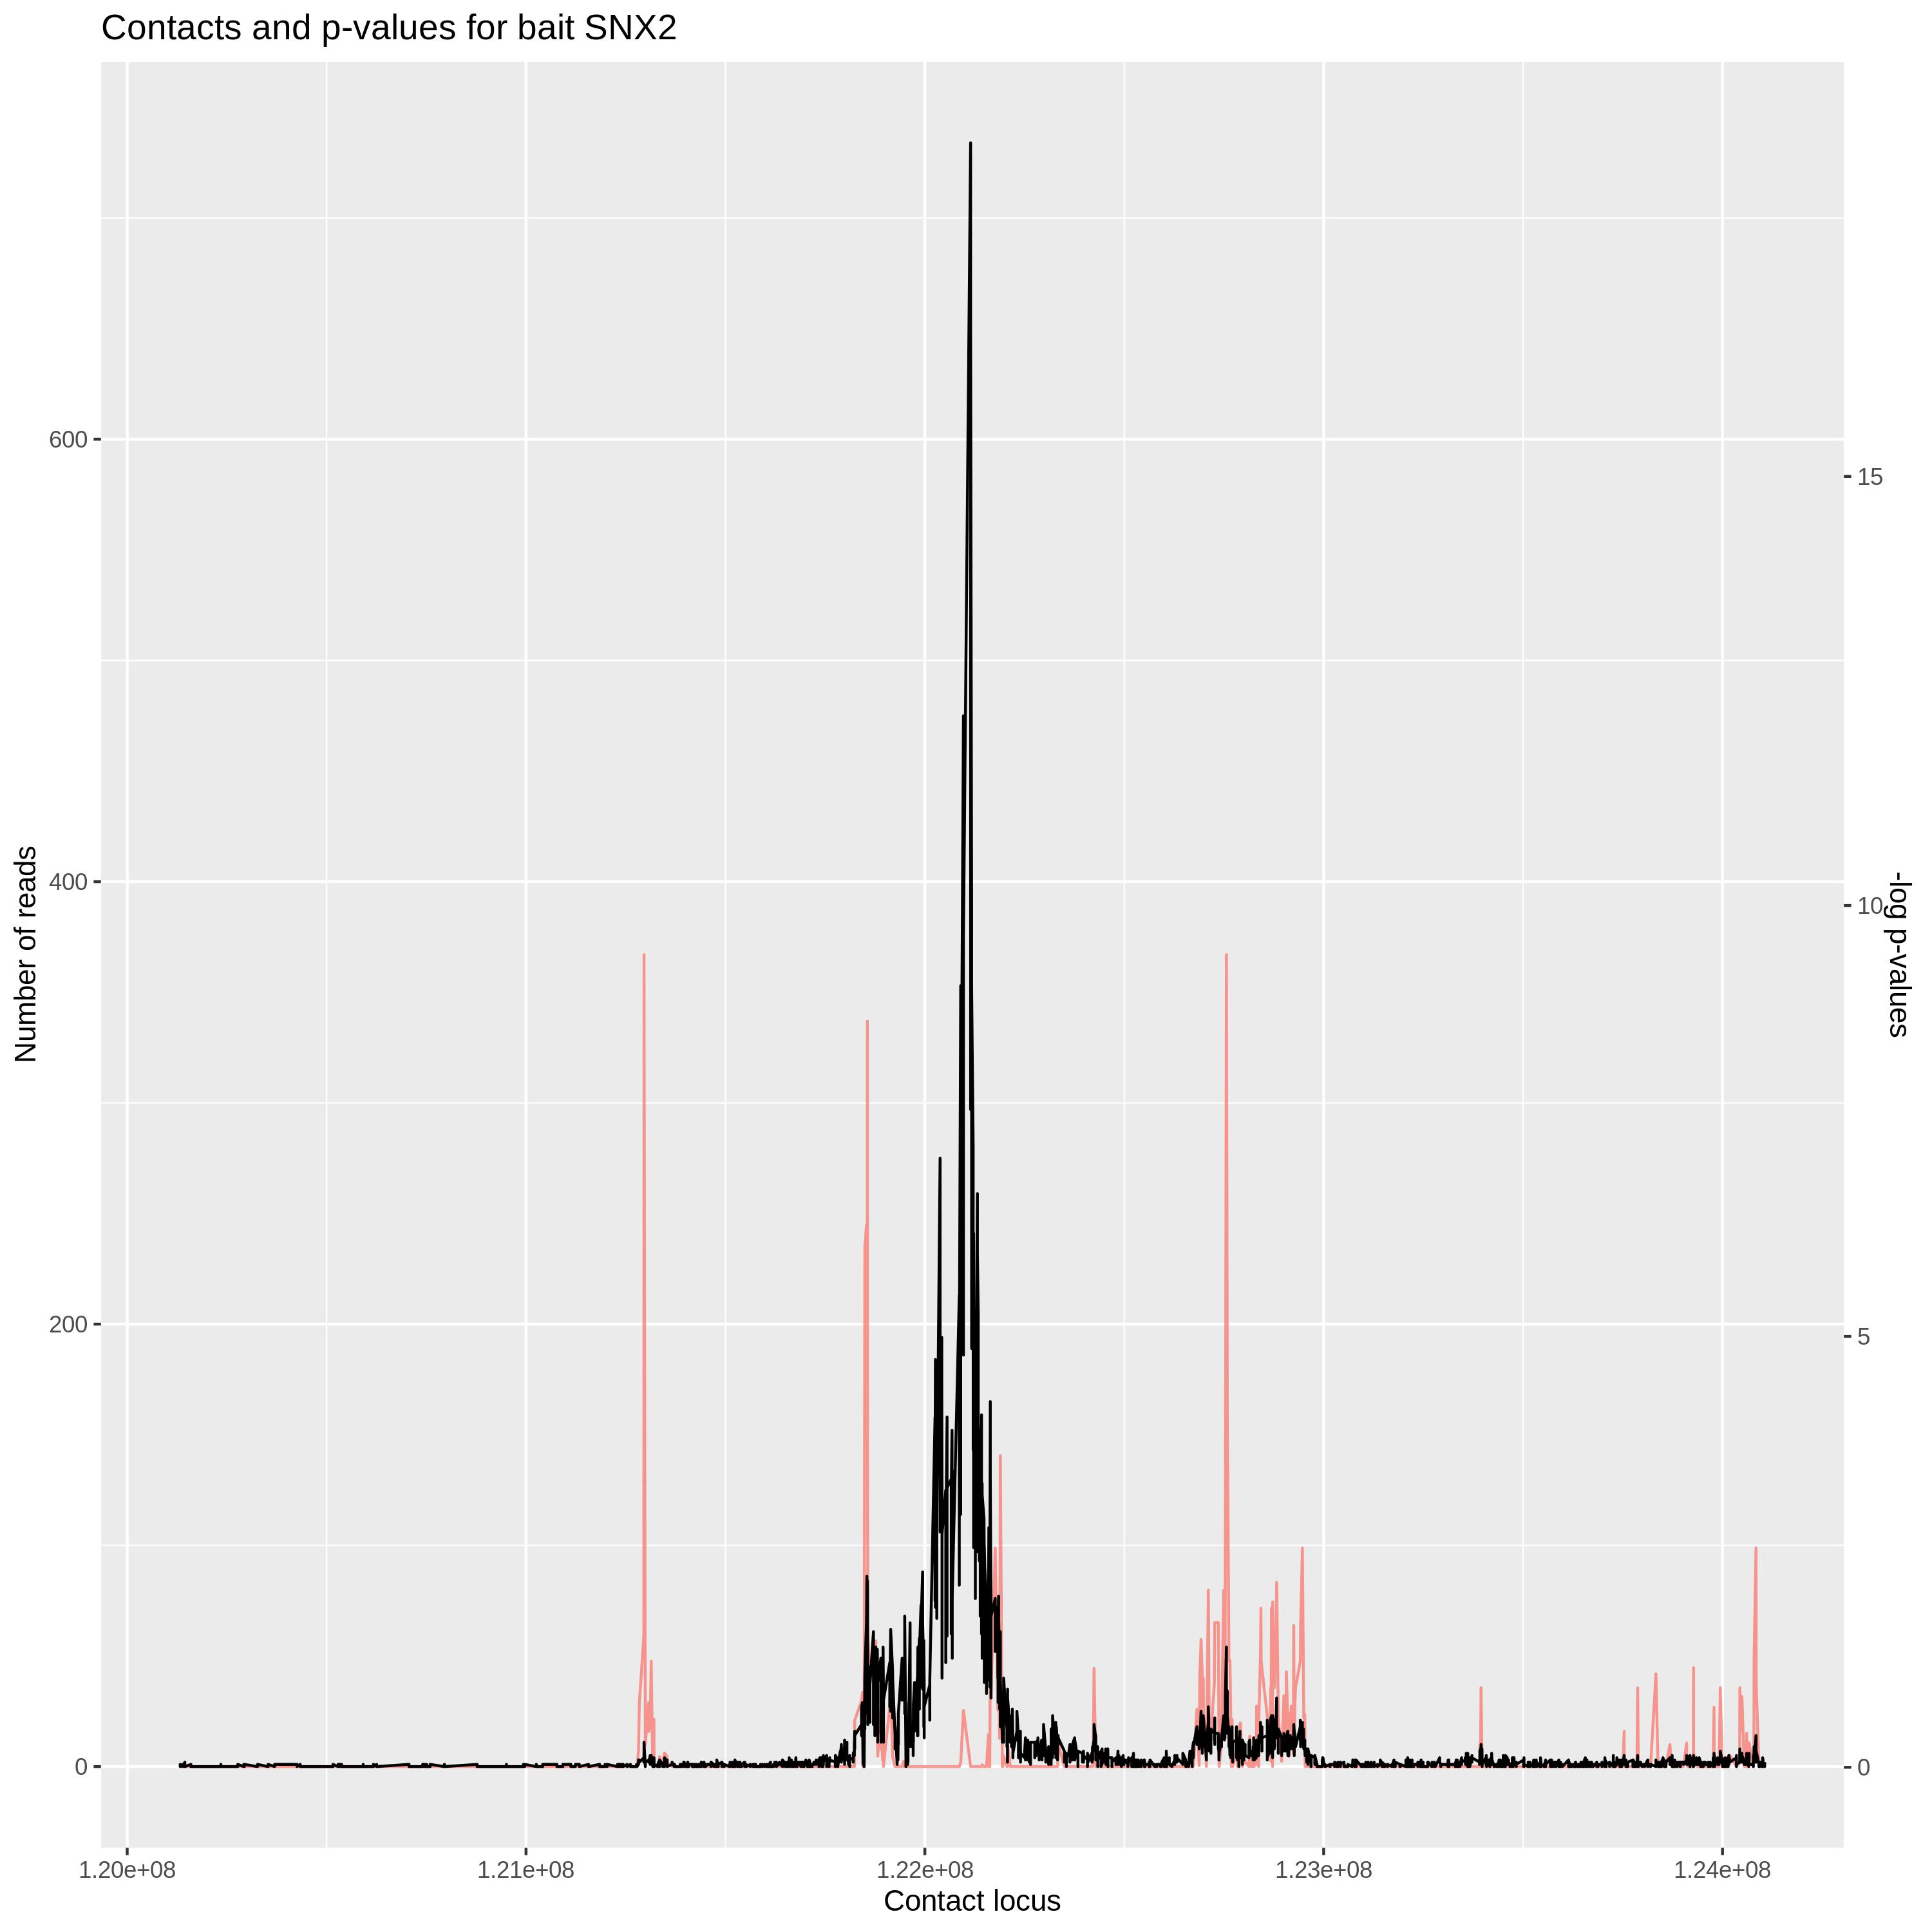 Contacts and p-values for bait SNX2
Number of reads
600
400
200
0
15
10
5
0
-log p-values
1.20e+08
1.21e+08
1.22e+08
1.23e+08
1.24e+08
Contact locus